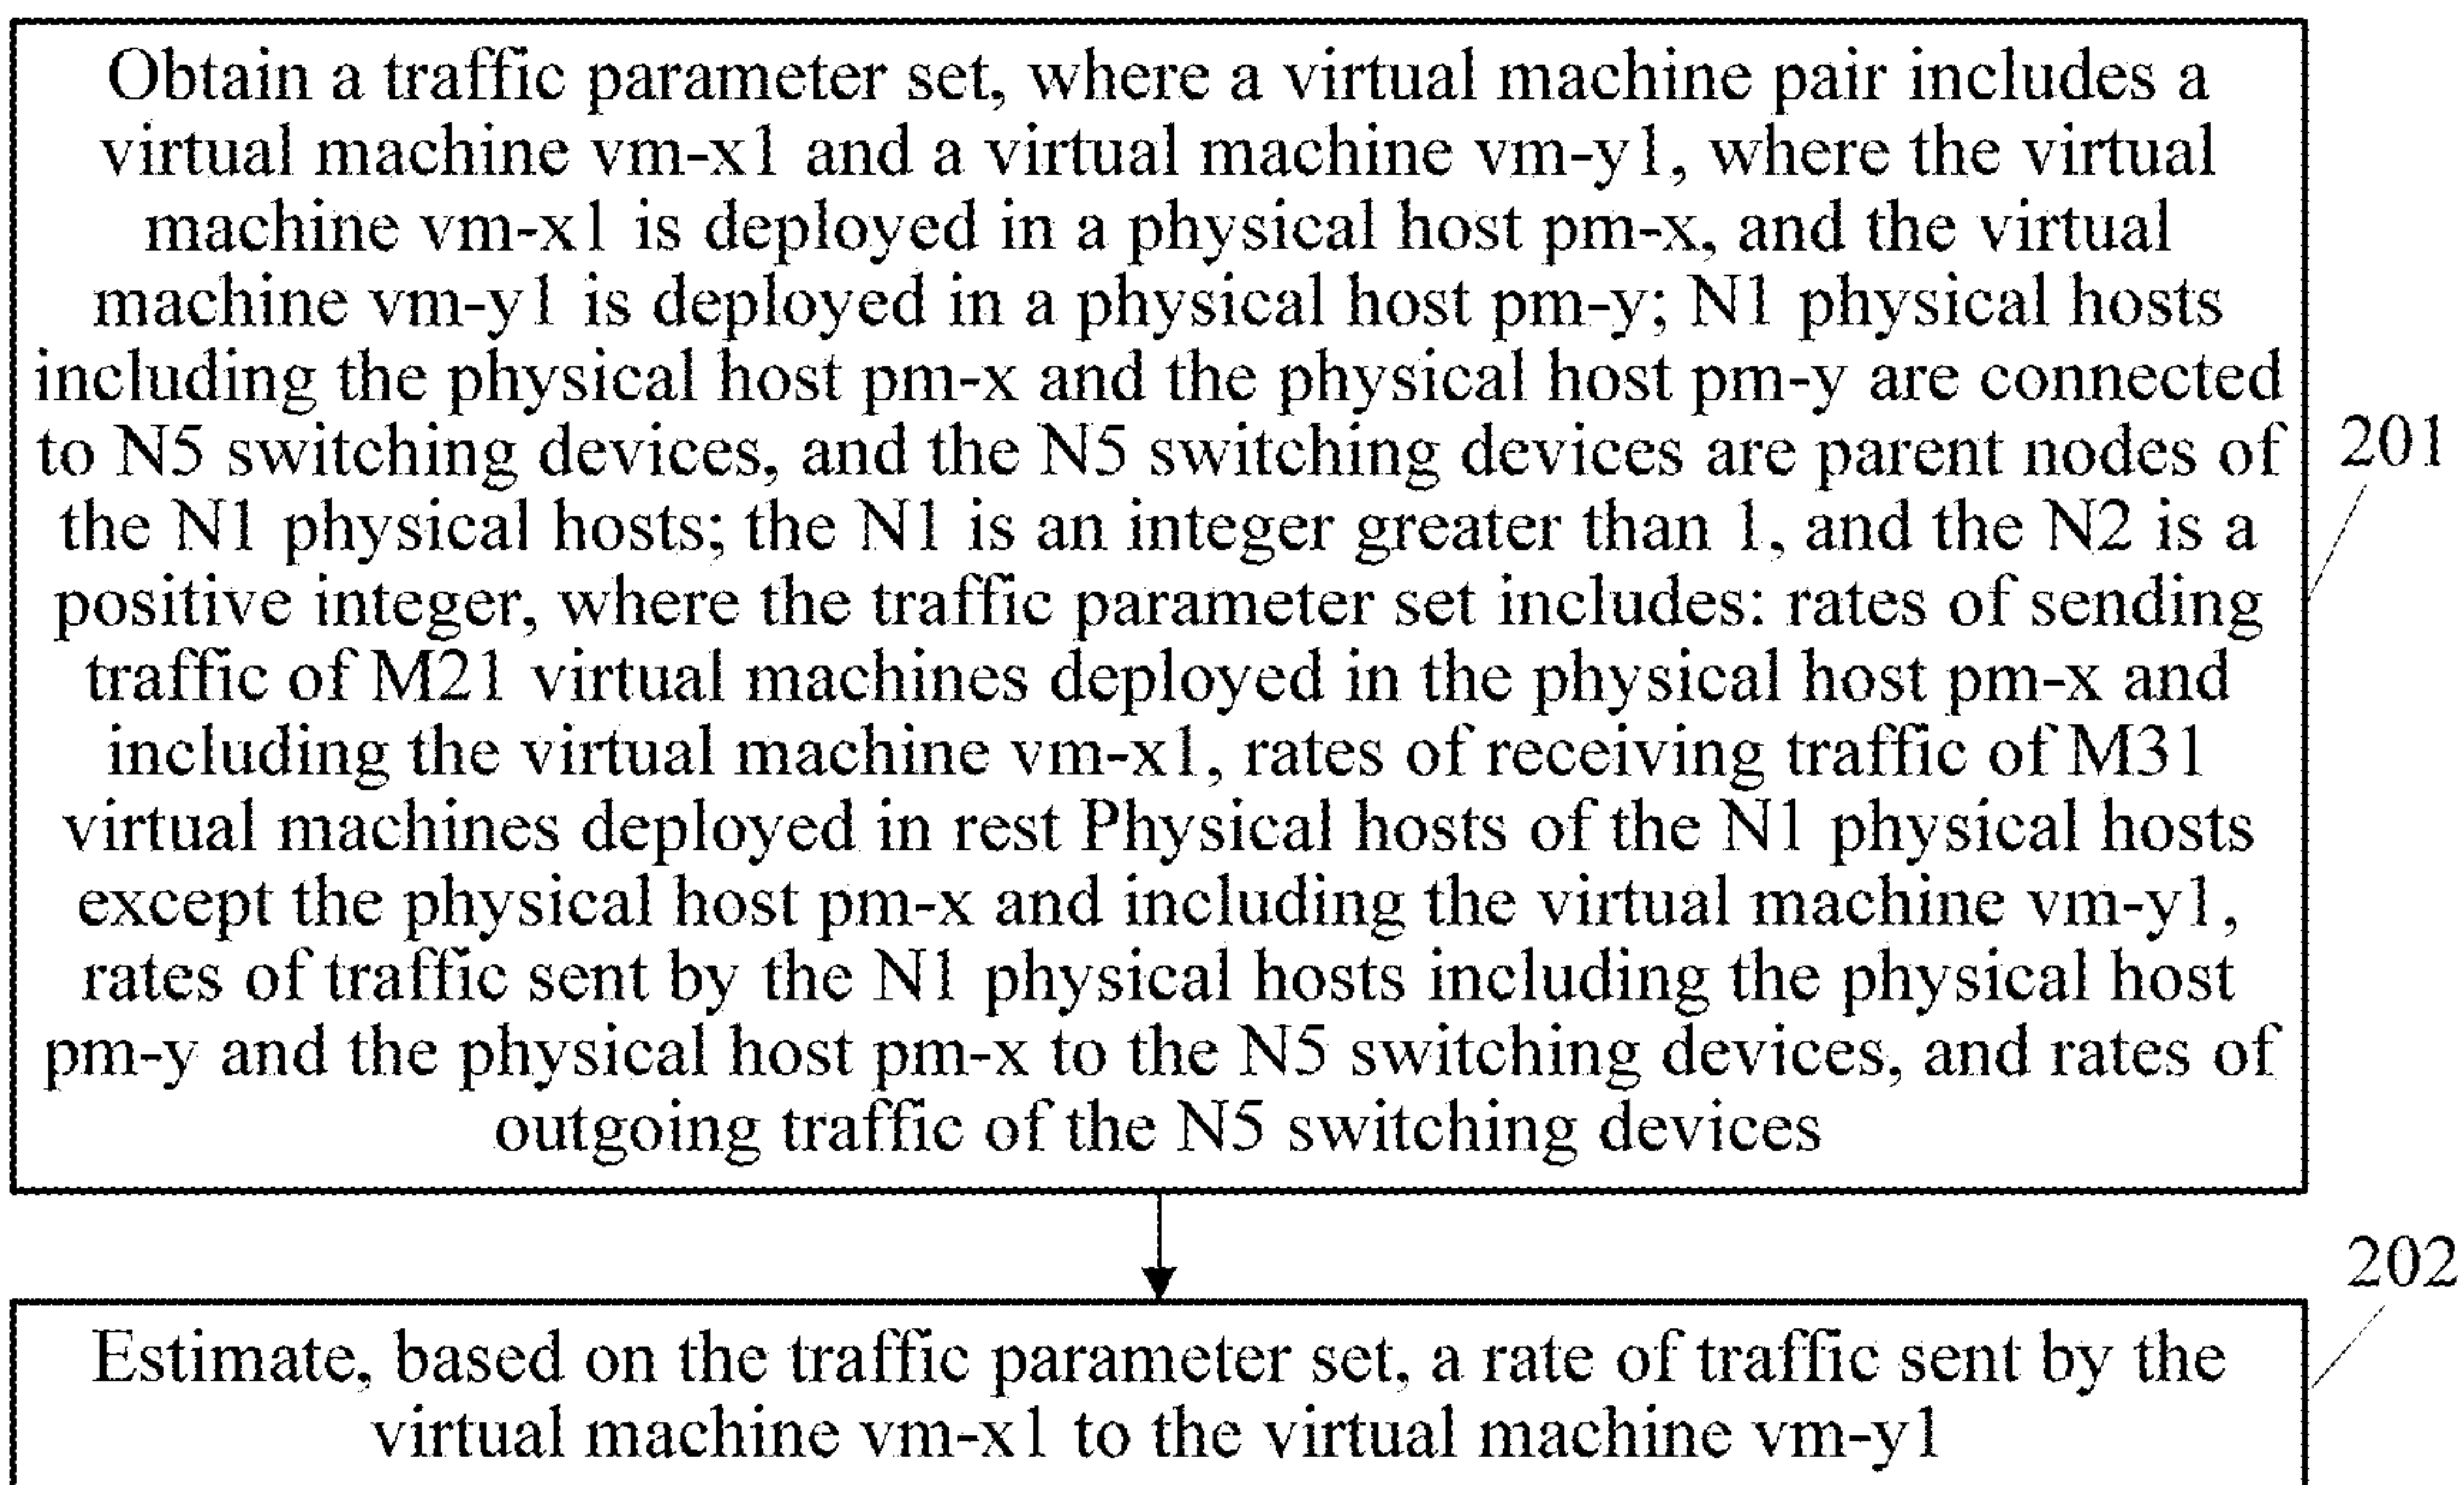 Obtain a traffic parameter set, where a virtual machine pair includes a
virtual machine vm-x1 and a virtual machine vm-y1, where the virtual
machine vm-x1 is deployed in a physical host pm-x, and the virtual
machine vm-y1 is deployed in a physical host pm-y; N1 physical hosts
including the physical host pm-x and the physical host pm-y are connected
to N5 switching devices, and the N5 switching devices are parent nodes of
the N1 physical hosts; the N1 is an integer greater than 1, and the N2 is a
positive integer, where the traffic parameter set includes: rates of sending
traffic of M21 virtual machines deployed in the physical host pm-x and
including the virtual machine vm-x1, rates of receiving traffic of M31
virtual machines deployed in rest Physical hosts of the N1 physical hosts
except the physical host pm-x and including the virtual machine vm-y1,
rates of traffic sent by the N1 physical hosts including the physical host
pm-y and the physical host pm-x to the N5 switching devices, and rates of
outgoing traffic of the N5 switching devices
201
202
Estimate, based on the traffic parameter set, a rate of traffic sent by the
virtual machine vm-x1 to the virtual machine vm-y1